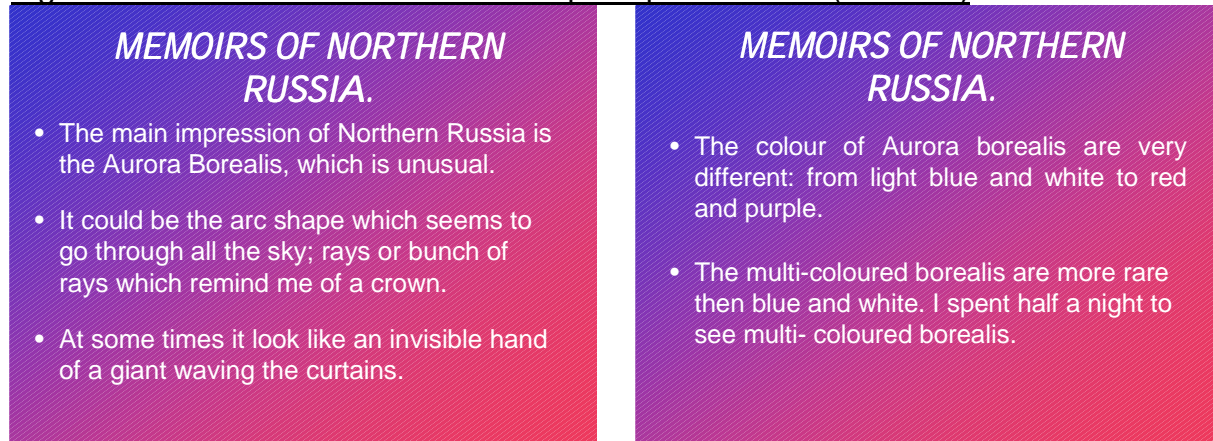 MEMOIRS OF NORTHERN
RUSSIA.
• The main impression of Northern Russia is
the Aurora Borealis, which is unusual.
• It could be the arc shape which seems to
go through all the sky; rays or bunch of
rays which remind me of a crown.
• At some times it look like an invisible hand
of a giant waving the curtains.
MEMOIRS OF NORTHERN
RUSSIA.
• The colour of Aurora borealis are very
different: from light blue and white to red
and purple.
• The multi-coloured borealis are more rare
then blue and white. I spent half a night to
see multi- coloured borealis.